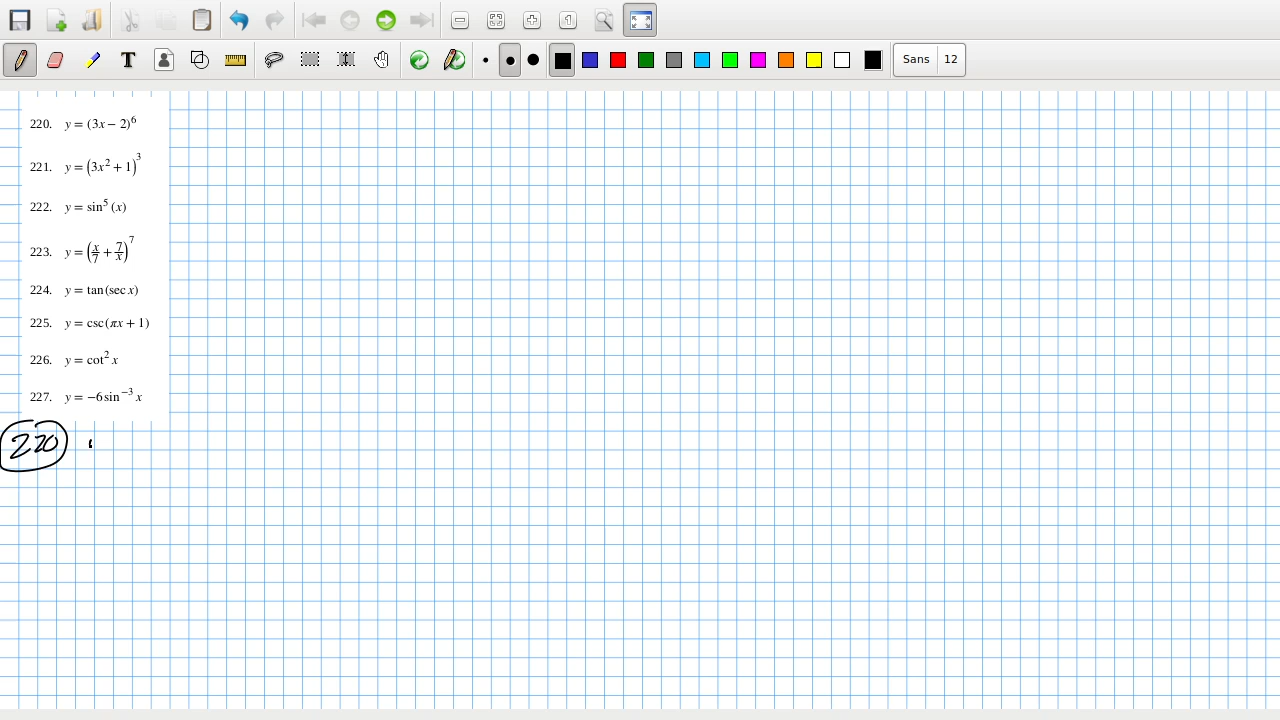 Sans 12
220. y = (3x − 2)⁶
221. y = (3x² + 1)³
222. y = sin⁵ (x)
223. y = (x/7 + 7/x)⁷
224. y = tan(sec x)
225. y = csc(πx + 1)
226. y = cot² x
227. y = −6 sin⁻³ x
220